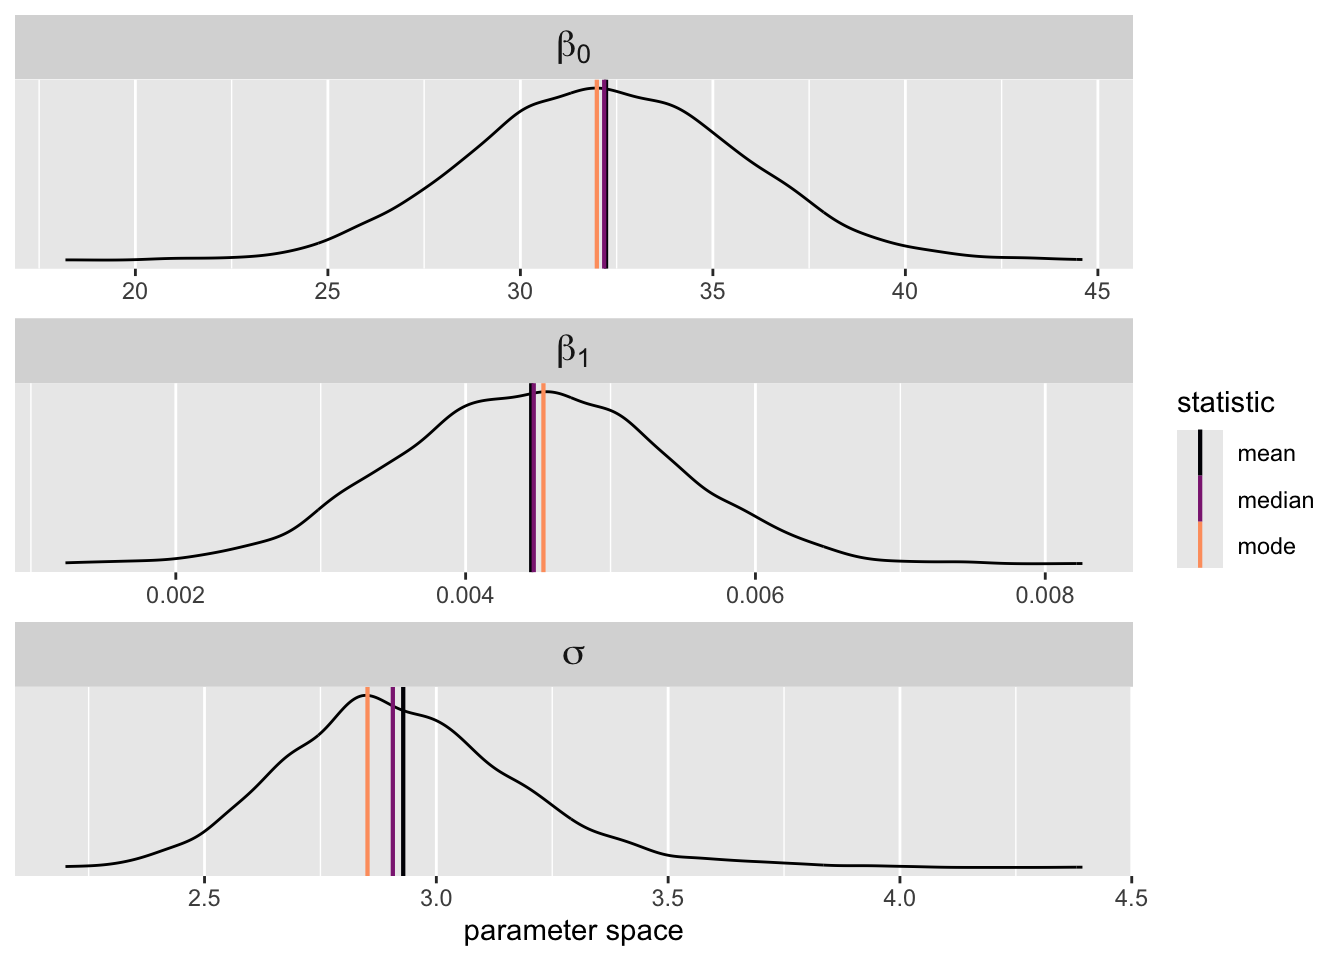 β0
20 25 30 35 40 45
β1
0.002 0.004 0.006 0.008
σ
2.5 3.0 3.5 4.0 4.5
parameter space
statistic
mean
median
mode